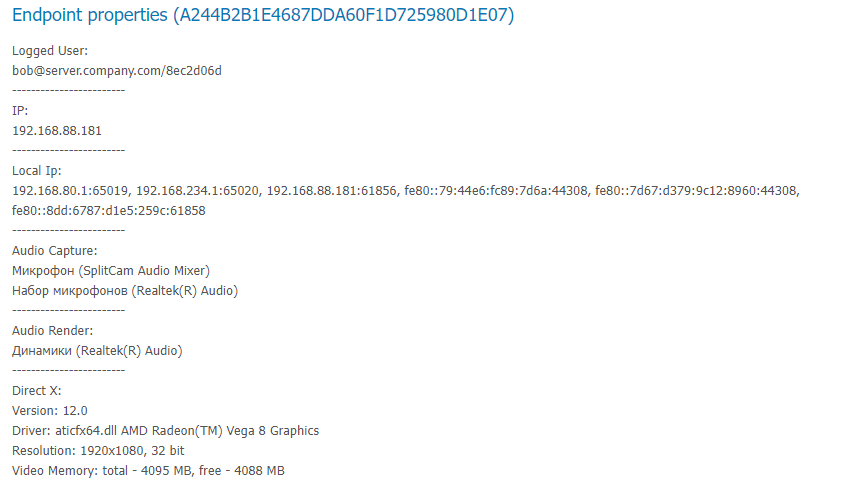 Endpoint properties (A244B2B1E4687DDA60F1D725980D1E07)
Logged User:
bob@server.company.com/8ec2d06d
------------------------
IP:
192.168.88.181
------------------------
Local Ip:
192.168.80.1:65019, 192.168.234.1:65020, 192.168.88.181:61856, fe80::79:44e6:fc89:7d6a:44308, fe80::7d67:d379:9c12:8960:44308,
fe80::8dd:6787:d1e5:259c:61858
------------------------
Audio Capture:
Микрофон (SplitCam Audio Mixer)
Набор микрофонов (Realtek(R) Audio)
------------------------
Audio Render:
Динамики (Realtek(R) Audio)
------------------------
Direct X:
Version: 12.0
Driver: aticfx64.dll AMD Radeon(TM) Vega 8 Graphics
Resolution: 1920x1080, 32 bit
Video Memory: total - 4095 MB, free - 4088 MB